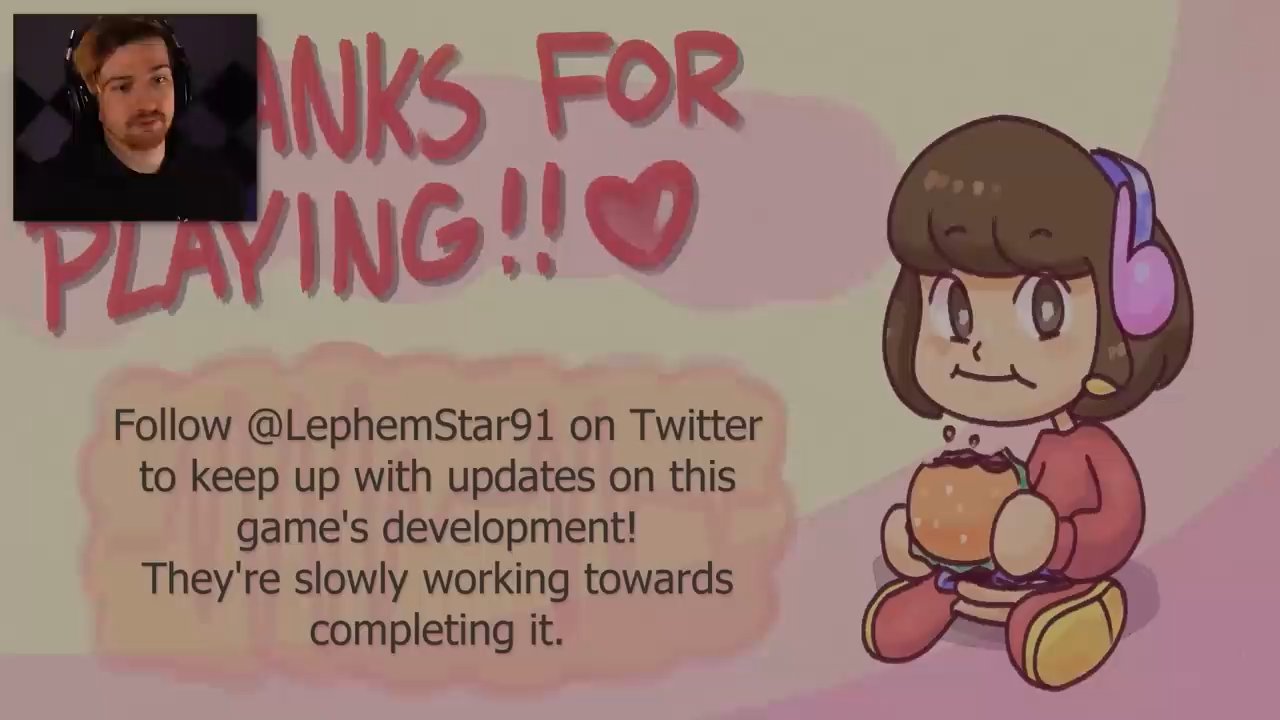 ANKS FOR
PLAYING!!
Follow @LephemStar91 on Twitter
to keep up with updates on this
game's development!
They're slowly working towards
completing it.